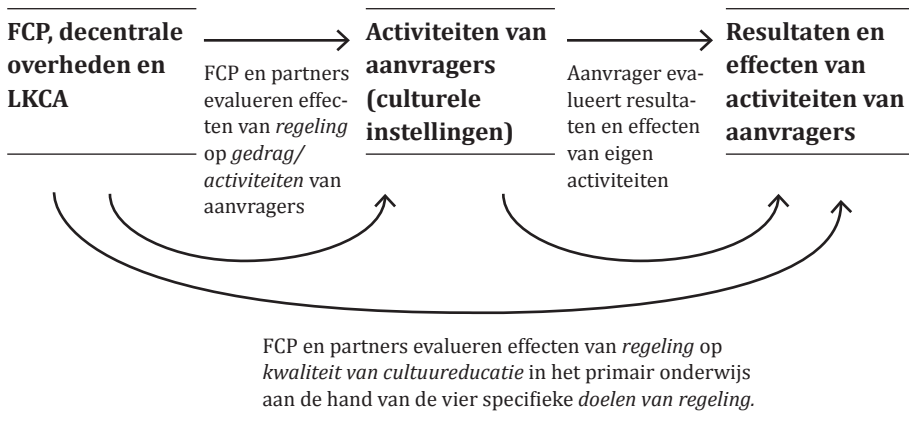 FCP, decentrale
overheden en
LKCA
FCP en partners
evalueren effec-
ten van regeling
op gedrag/
activiteiten van
aanvragers
Activiteiten van
aanvragers
(culturele
instellingen)
Aanvrager eva-
lueert resulta-
ten en effecten
van eigen
activiteiten
Resultaten en
effecten van
activiteiten van
aanvragers
FCP en partners evalueren effecten van regeling op
kwaliteit van cultuureducatie in het primair onderwijs
aan de hand van de vier specifieke doelen van regeling.